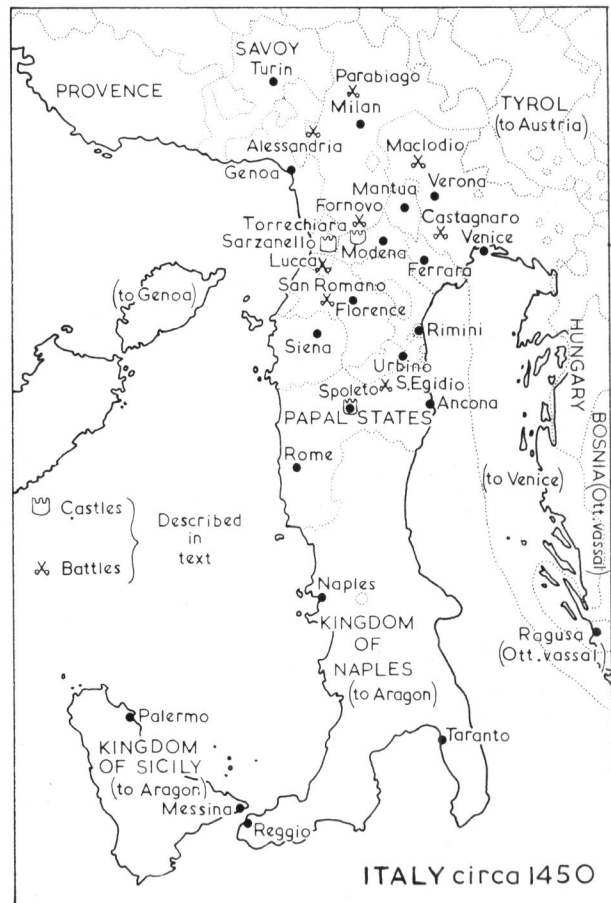 SAVOY
Turin
PROVENCE
Parabiago
Milan
TYROL
(to Austria)
Alessandria
Maclodio
Genoa
Mantua
Verona
Fornovo
Torrechiara
Castagnaro
Sarzanello
Modena
Venice
Lucca
Ferrara
(to Genoa)
San Romano
Florence
Rimini
HUNGARY
Siena
Urbino
Spoleto
S.Egidio
PAPAL STATES
Ancona
BOSNIA (Ott. vassal)
Rome
(to Venice)
Castles
Battles
Described
in
text
Naples
KINGDOM
OF
NAPLES
(to Aragon)
Ragusa
(Ott. vassal)
Palermo
Taranto
KINGDOM
OF SICILY
(to Aragon)
Messina
Reggio
ITALY circa 1450